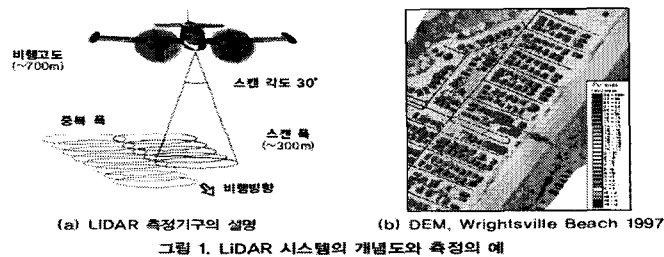 비행고도
(~700m)
스캔 각도 30°
중복 폭
스캔 폭
(~300m)
비행방향
(a) LiDAR 측정기구의 설명
(b) DEM, Wrightsville Beach 1997
그림 1. LiDAR 시스템의 개념도와 측정의 예